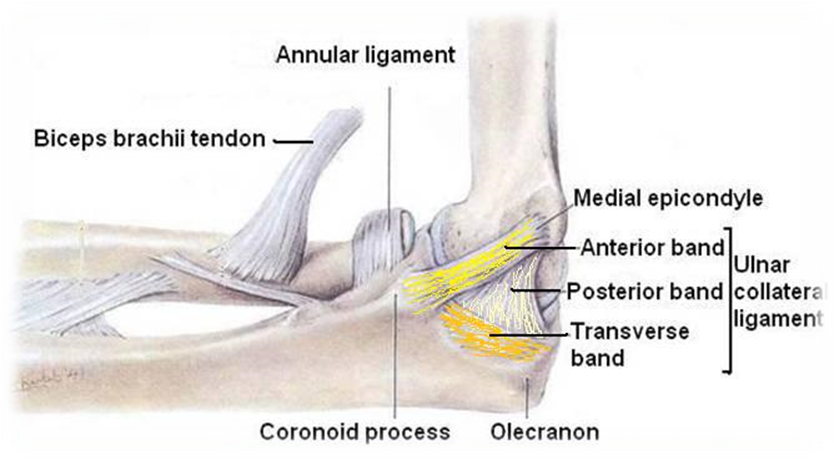 Annular ligament
Biceps brachii tendon
Medial epicondyle
Anterior band
Posterior band
Transverse
band
Ulnar
collateral
ligament
Coronoid process
Olecranon